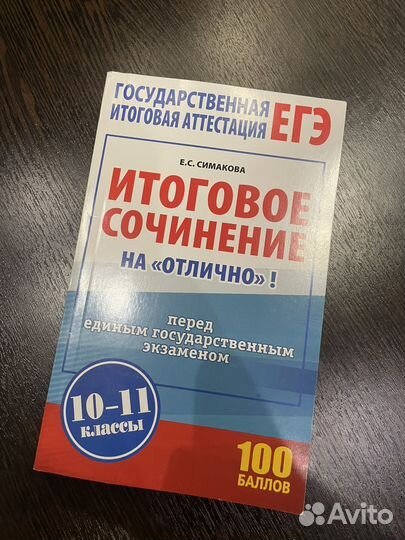 ГОСУДАРСТВЕННАЯ
ИТОГОВАЯ АТТЕСТАЦИЯ ЕГЭ
Е.С. СИМАКОВА
ИТОГОВОЕ
СОЧИНЕНИЕ
НА «ОТЛИЧНО»!
перед
единым государственным
экзаменом
10–11
классы
100
БАЛЛОВ
Avito